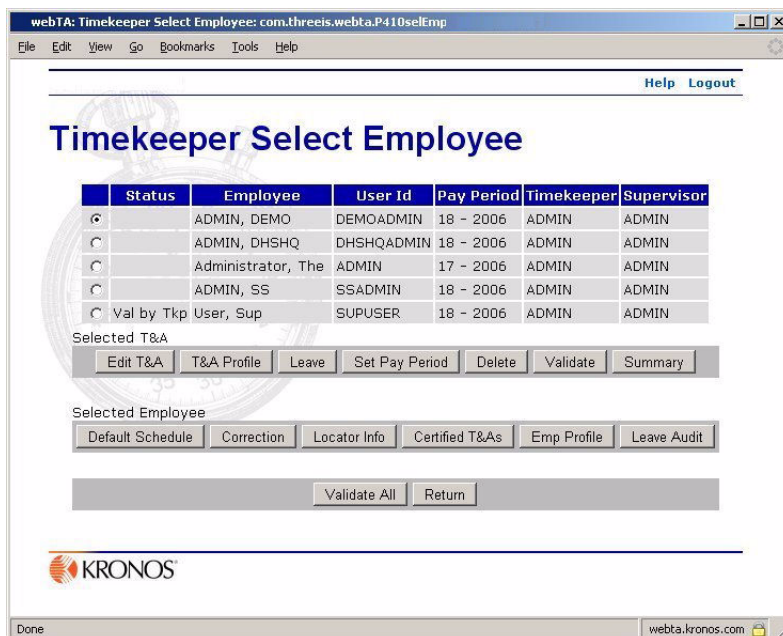 webTA: Timekeeper Select Employee: com.threeis.webta.P410selEmp
File Edit View Go Bookmarks Tools Help
Help Logout
Timekeeper Select Employee
Status Employee User Id Pay Period Timekeeper Supervisor
ADMIN, DEMO DEMOADMIN 18 - 2006 ADMIN ADMIN
ADMIN, DHSHQ DHSHQADMIN 18 - 2006 ADMIN ADMIN
Administrator, The ADMIN 17 - 2006 ADMIN ADMIN
ADMIN, SS SSADMIN 18 - 2006 ADMIN ADMIN
Val by Tkp User, Sup SUPUSER 18 - 2006 ADMIN ADMIN
Selected T&A
Edit T&A T&A Profile Leave Set Pay Period Delete Validate Summary
Selected Employee
Default Schedule Correction Locator Info Certified T&As Emp Profile Leave Audit
Validate All Return
KRONOS
Done webta.kronos.com